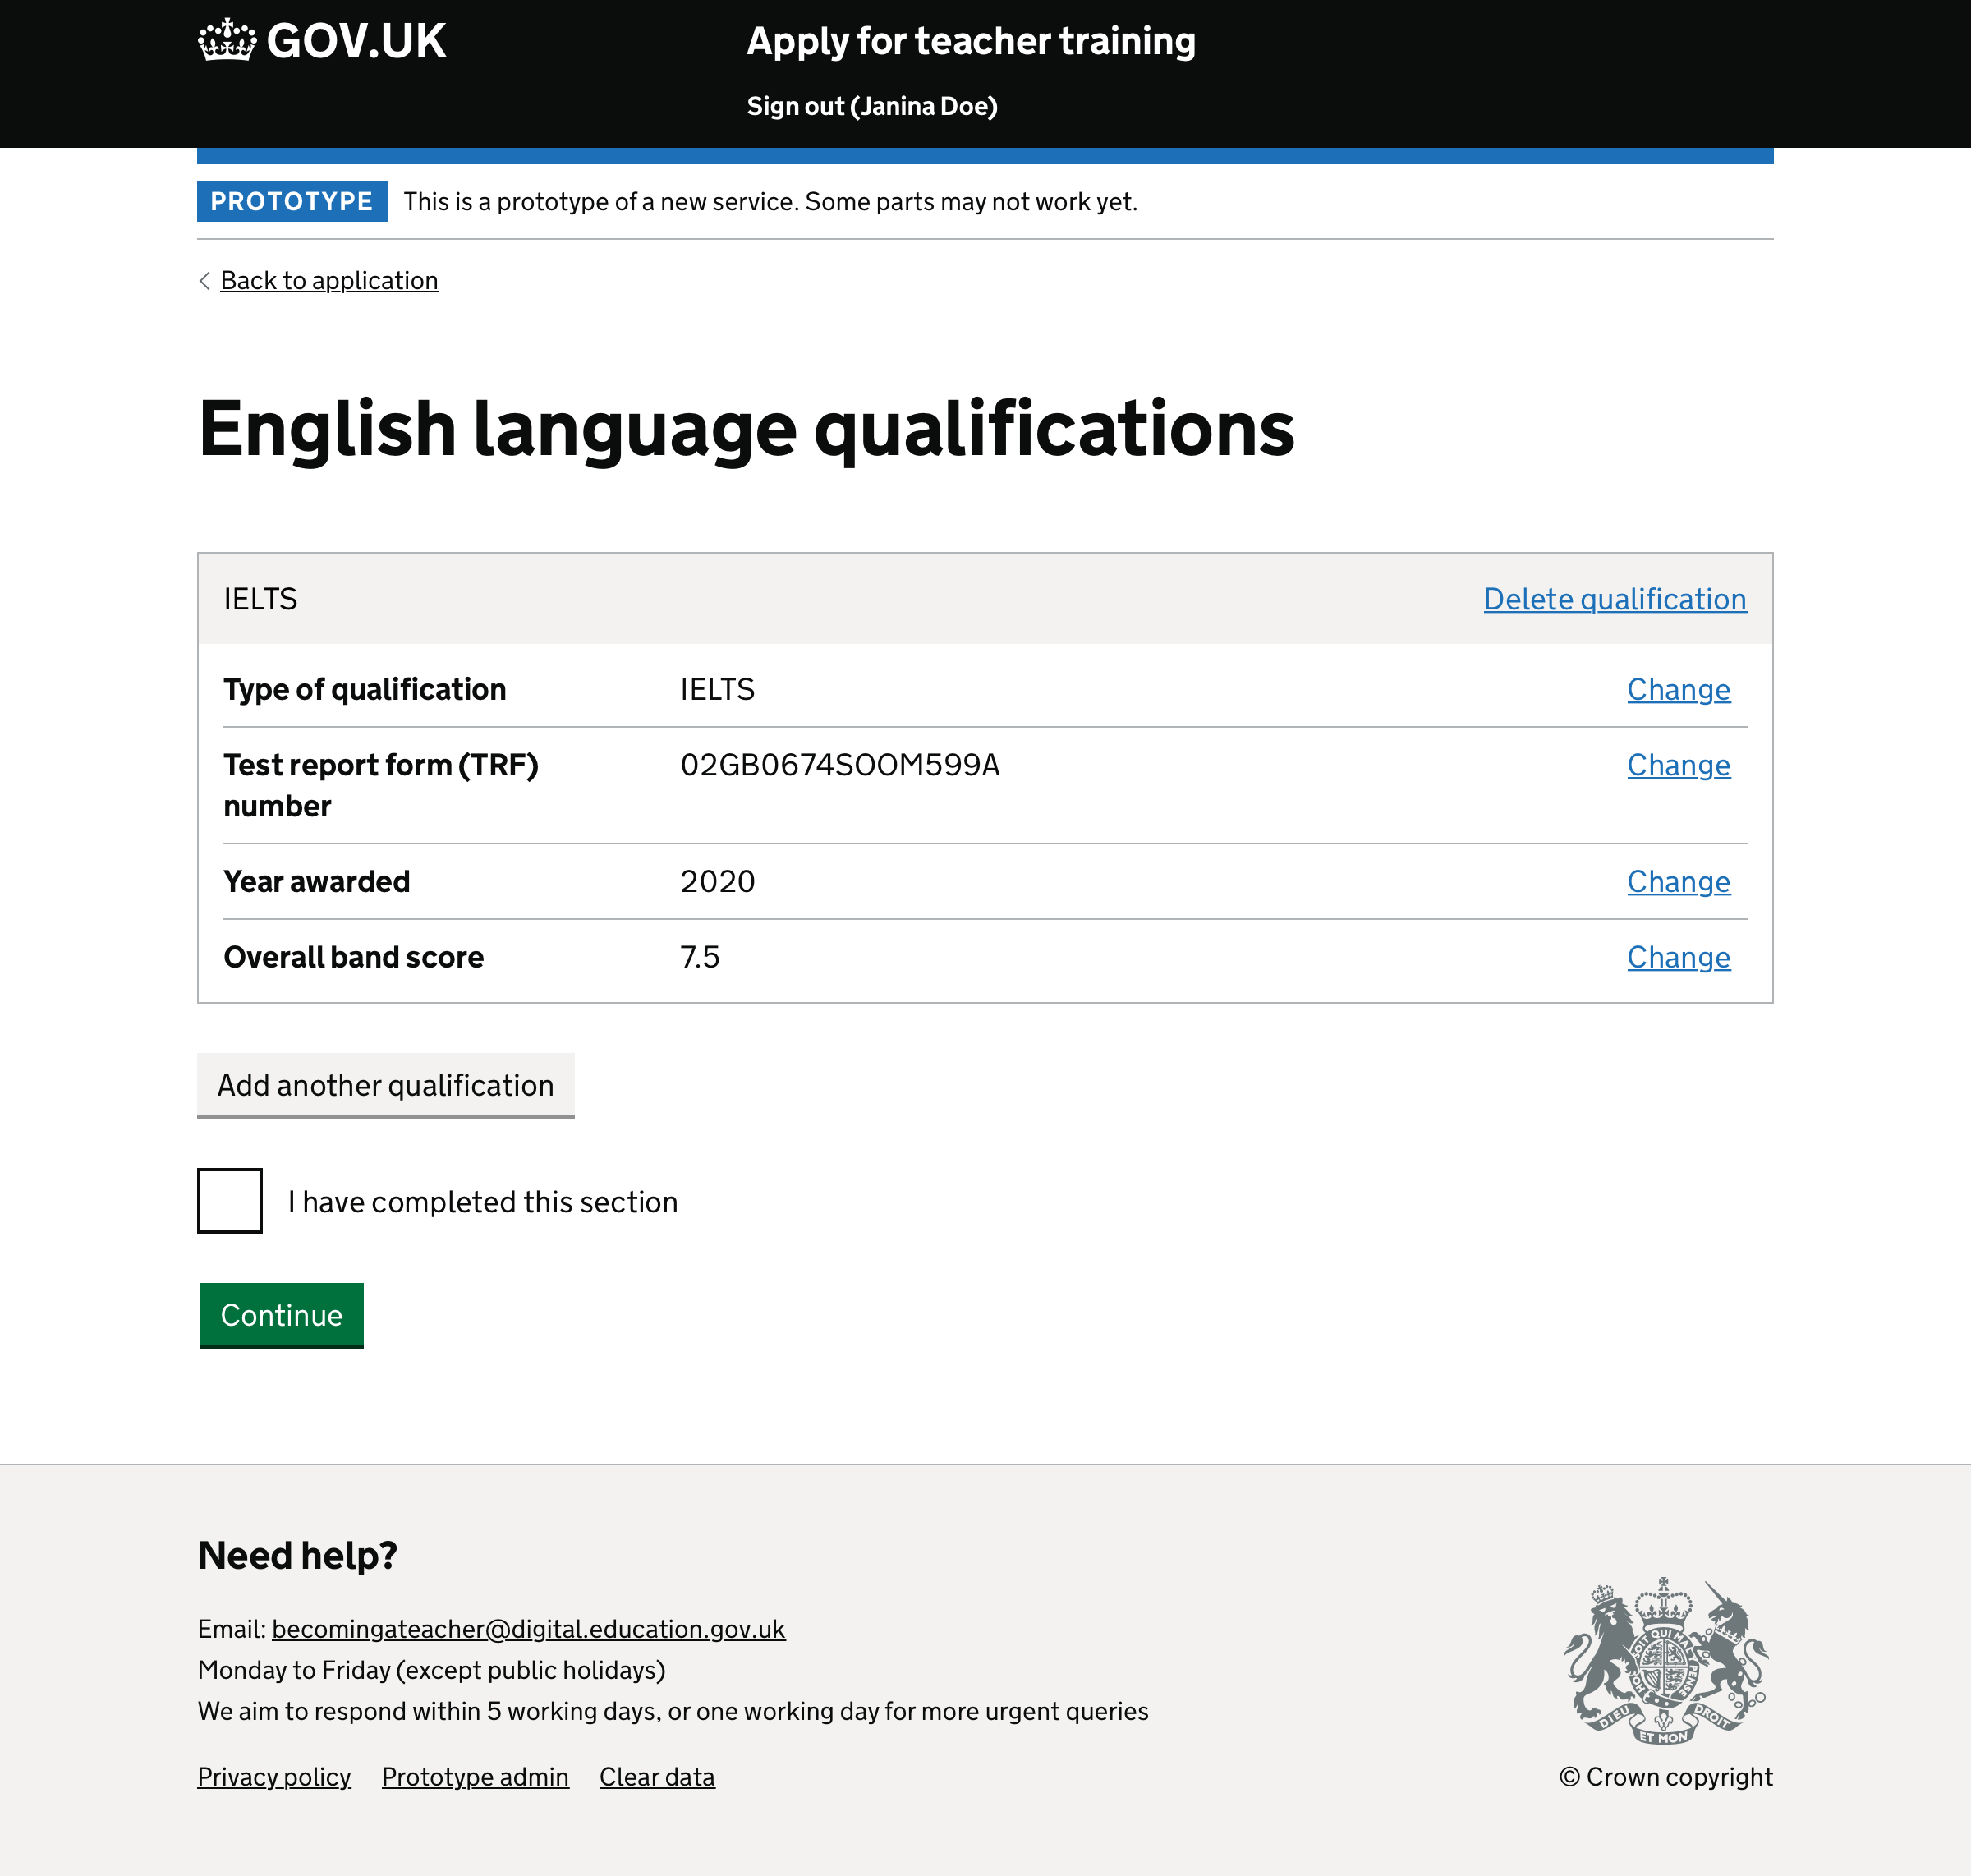 GOV.UK
Apply for teacher training
Sign out (Janina Doe)
PROTOTYPE This is a prototype of a new service. Some parts may not work yet.
Back to application
English language qualifications
IELTS Delete qualification
Type of qualification IELTS Change
Test report form (TRF) 02GB0674SOOM599A Change
number
Year awarded 2020 Change
Overall band score 7.5 Change
Add another qualification
I have completed this section
Continue
Need help?
Email: becomingateacher@digital.education.gov.uk
Monday to Friday (except public holidays)
We aim to respond within 5 working days, or one working day for more urgent queries
Privacy policy Prototype admin Clear data
DIEU ET MON DROIT
© Crown copyright